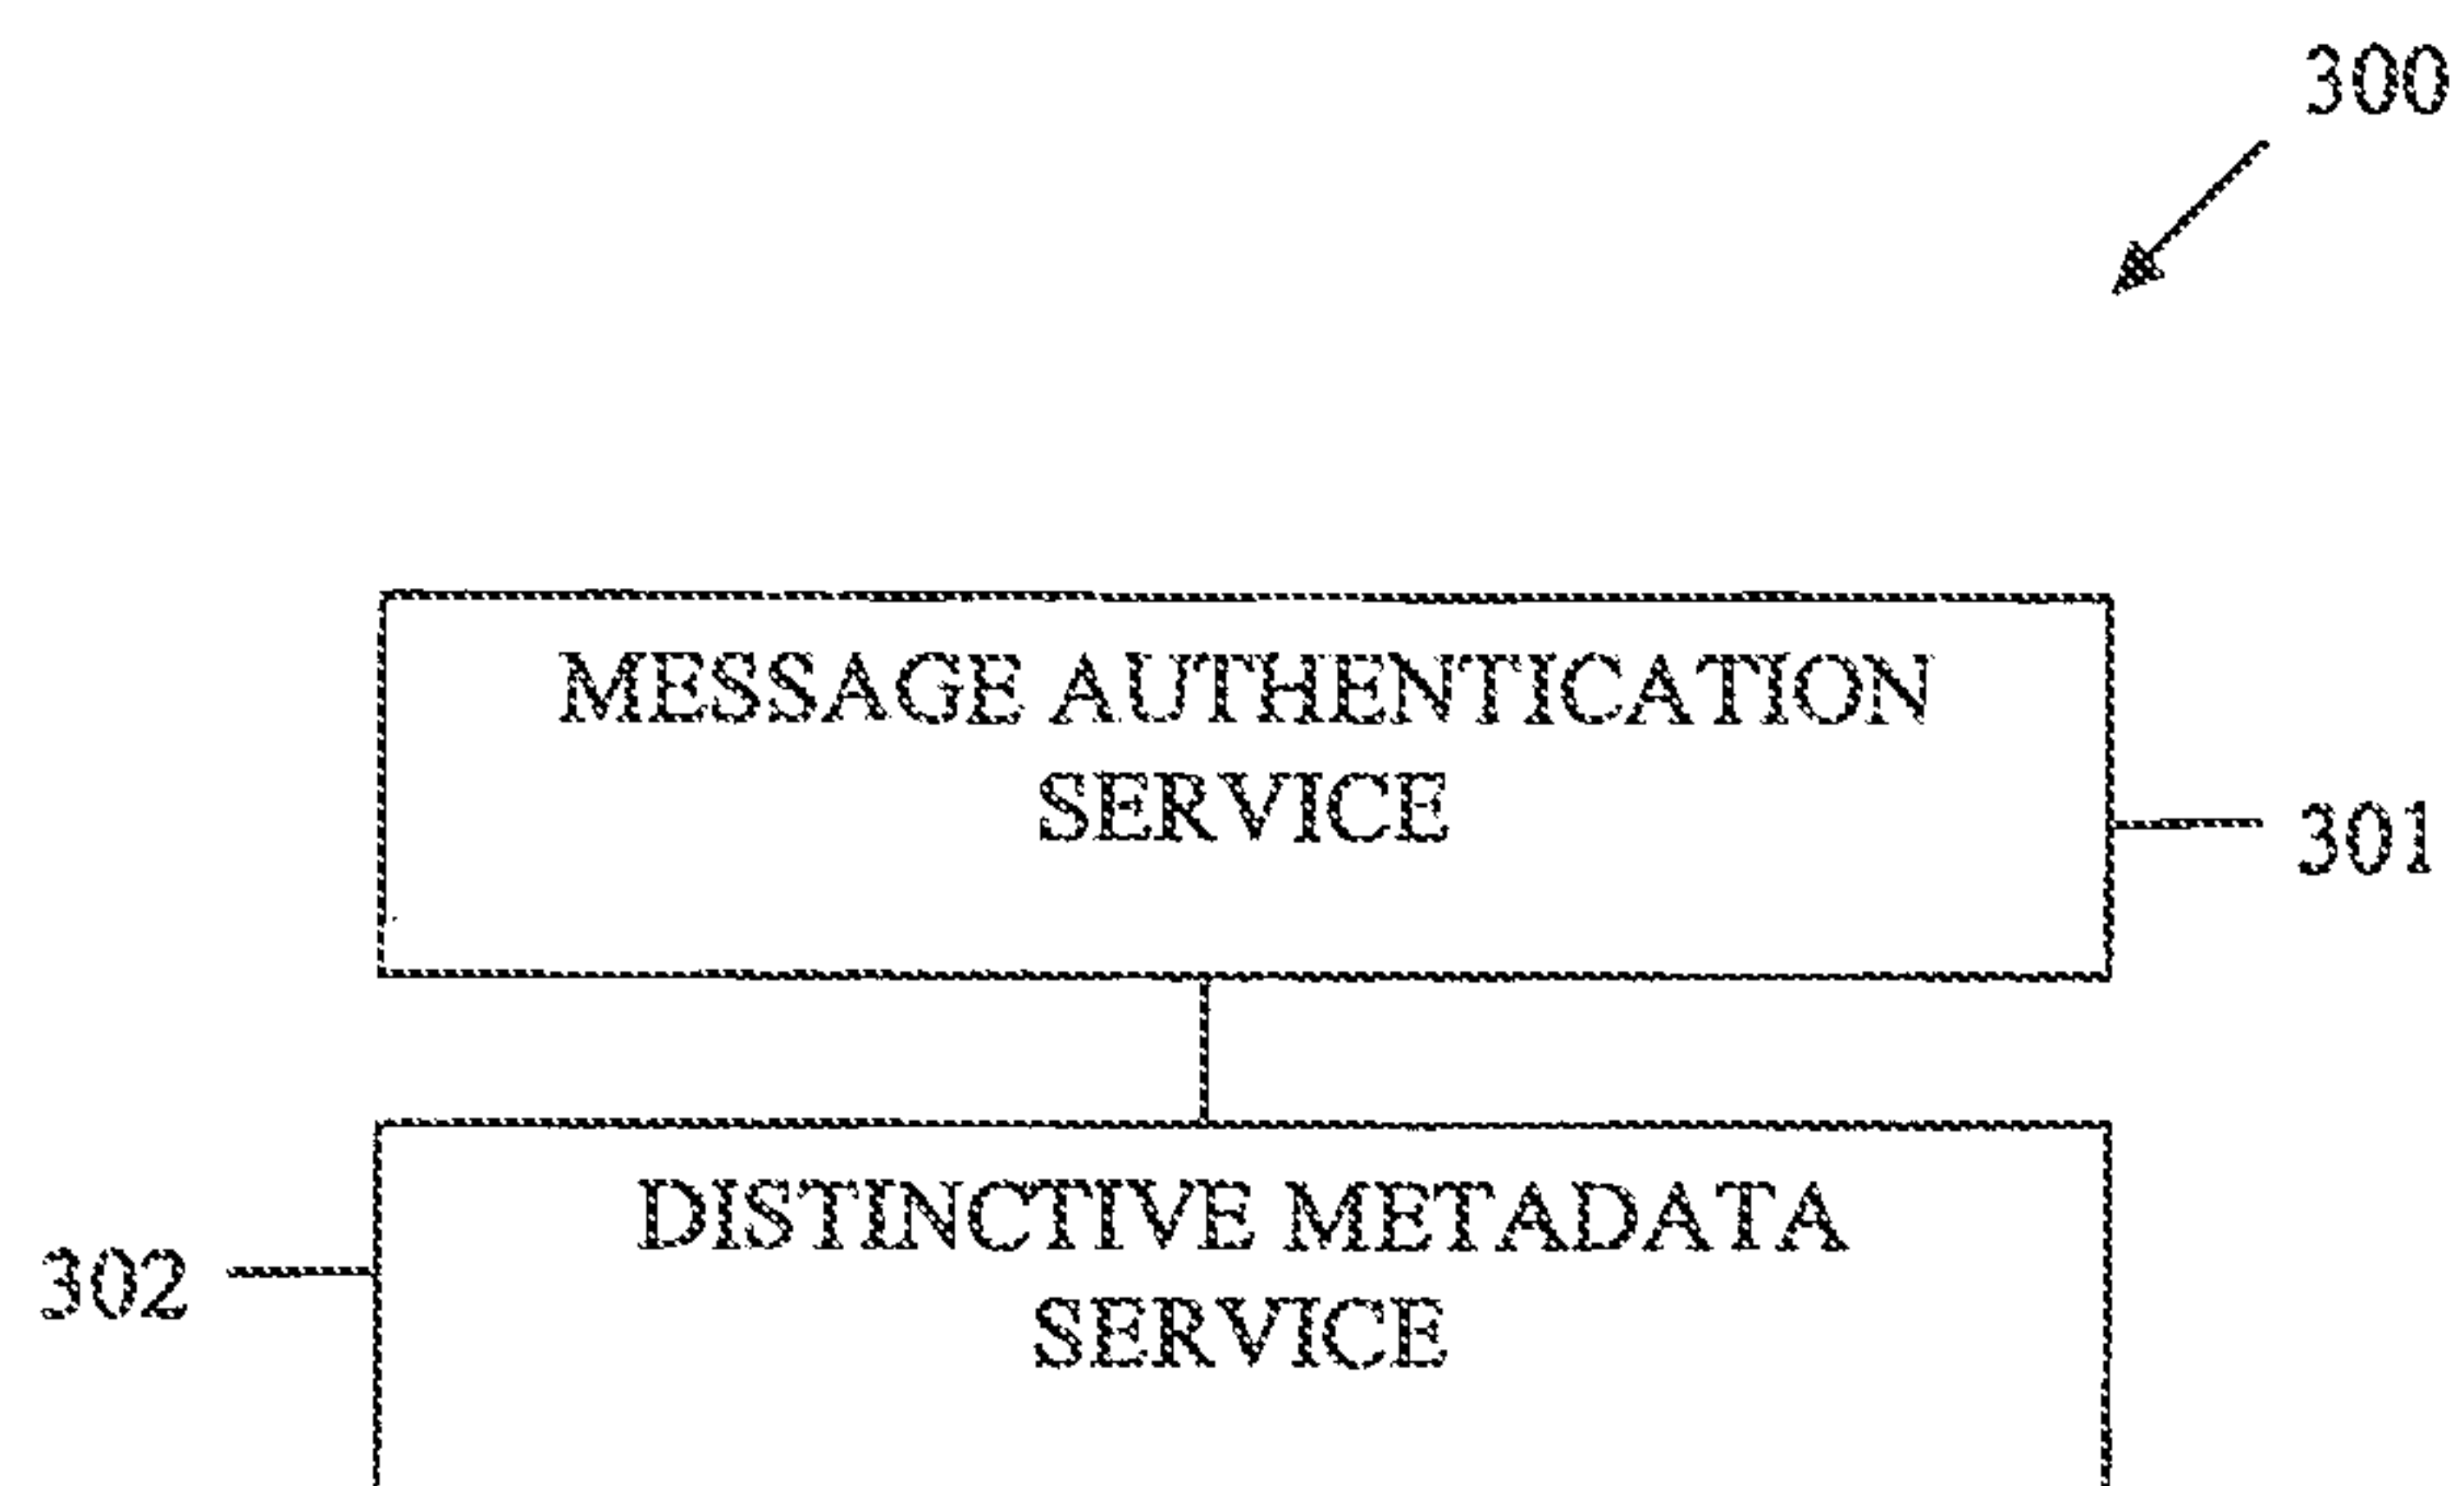 300
MESSAGE AUTHENTICATION
SERVICE
301
DISTINCTIVE METADATA
SERVICE
302